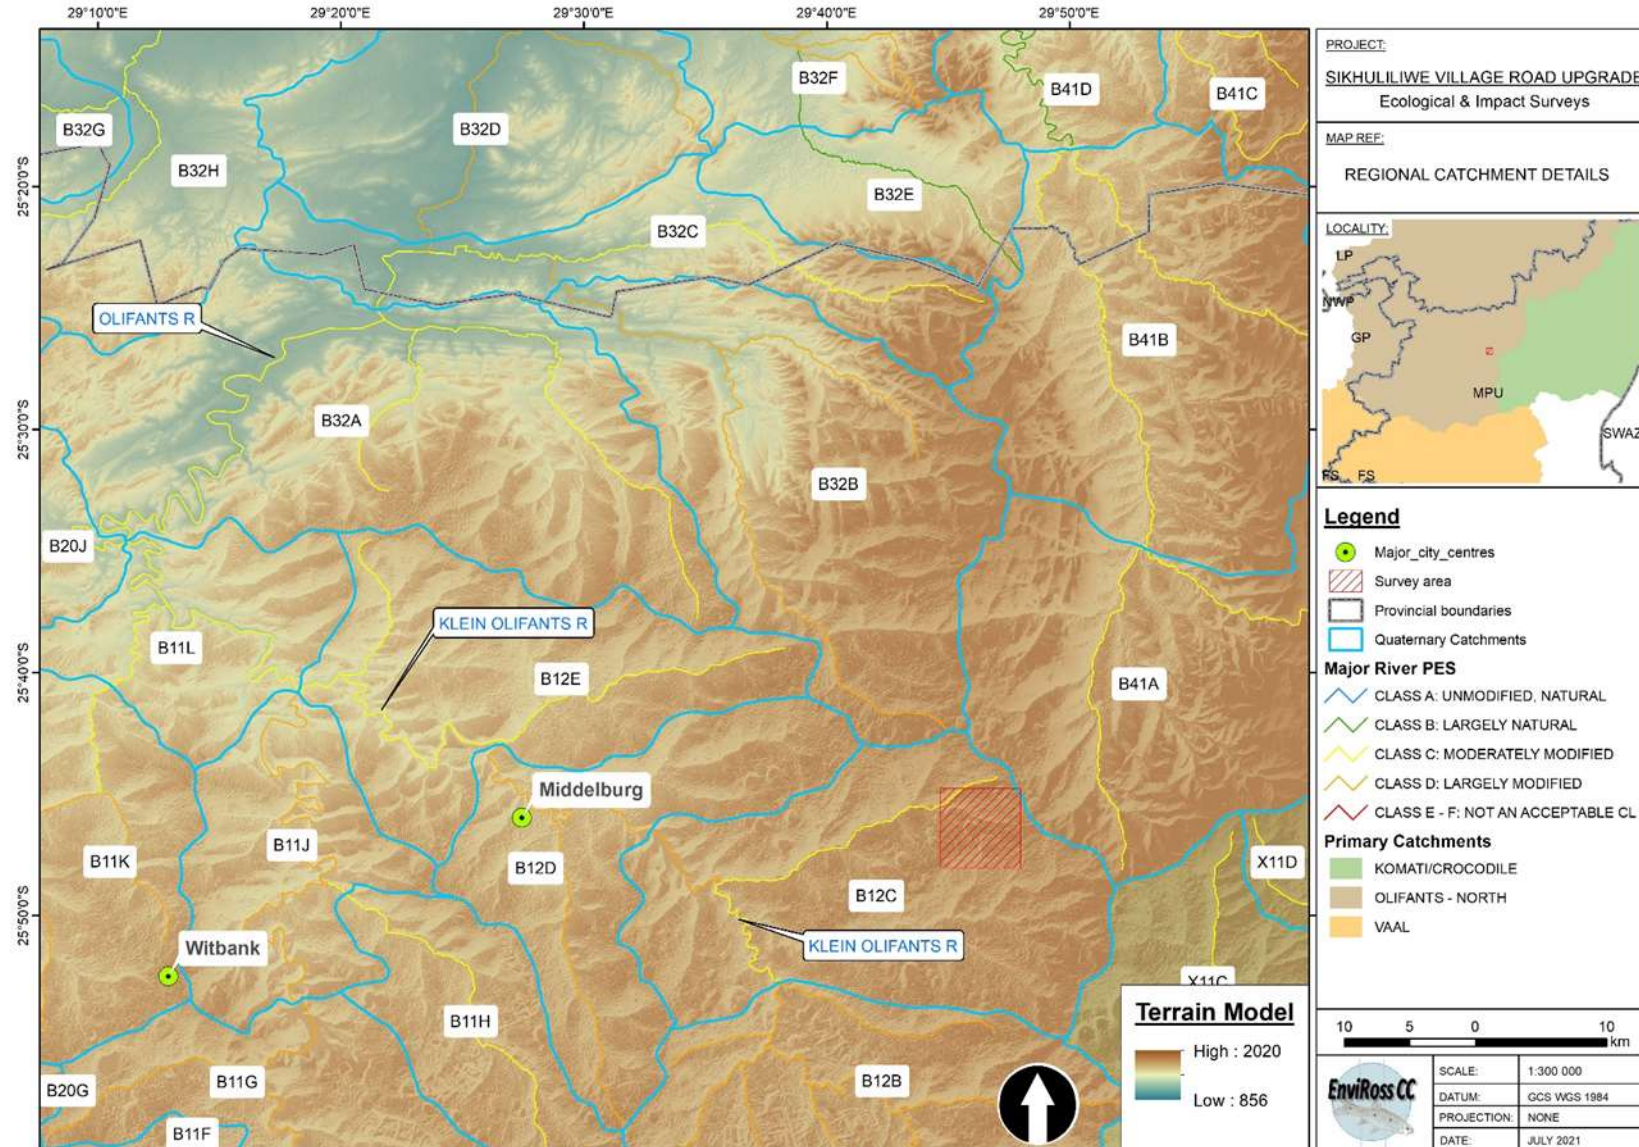 29°10'0"E
29°20'0"E
29°30'0"E
29°40'0"E
29°50'0"E
25°20'0"S
25°30'0"S
25°40'0"S
25°50'0"S
B32G
B32H
B32D
B32F
B41D
B41C
B32E
B32C
OLIFANTS R
B41B
B32A
B32B
B20J
KLEIN OLIFANTS R
B11L
B12E
B41A
Middelburg
B11K
B11J
B12D
B12C
X11D
KLEIN OLIFANTS R
Witbank
X11C
B11H
B20G
B11G
B12B
B11F
Terrain Model
High : 2020
Low : 856
PROJECT:
SIKHULILIWE VILLAGE ROAD UPGRADE
Ecological & Impact Surveys
MAP REF:
REGIONAL CATCHMENT DETAILS
LOCALITY:
LP
NWP
GP
MPU
SWAZ
FS
FS
Legend
Major_city_centres
Survey area
Provincial boundaries
Quaternary Catchments
Major River PES
CLASS A: UNMODIFIED, NATURAL
CLASS B: LARGELY NATURAL
CLASS C: MODERATELY MODIFIED
CLASS D: LARGELY MODIFIED
CLASS E - F: NOT AN ACCEPTABLE CL
Primary Catchments
KOMATI/CROCODILE
OLIFANTS - NORTH
VAAL
10 5 0 10
km
EnviRoss CC
SCALE: 1:300 000
DATUM: GCS WGS 1984
PROJECTION: NONE
DATE: JULY 2021